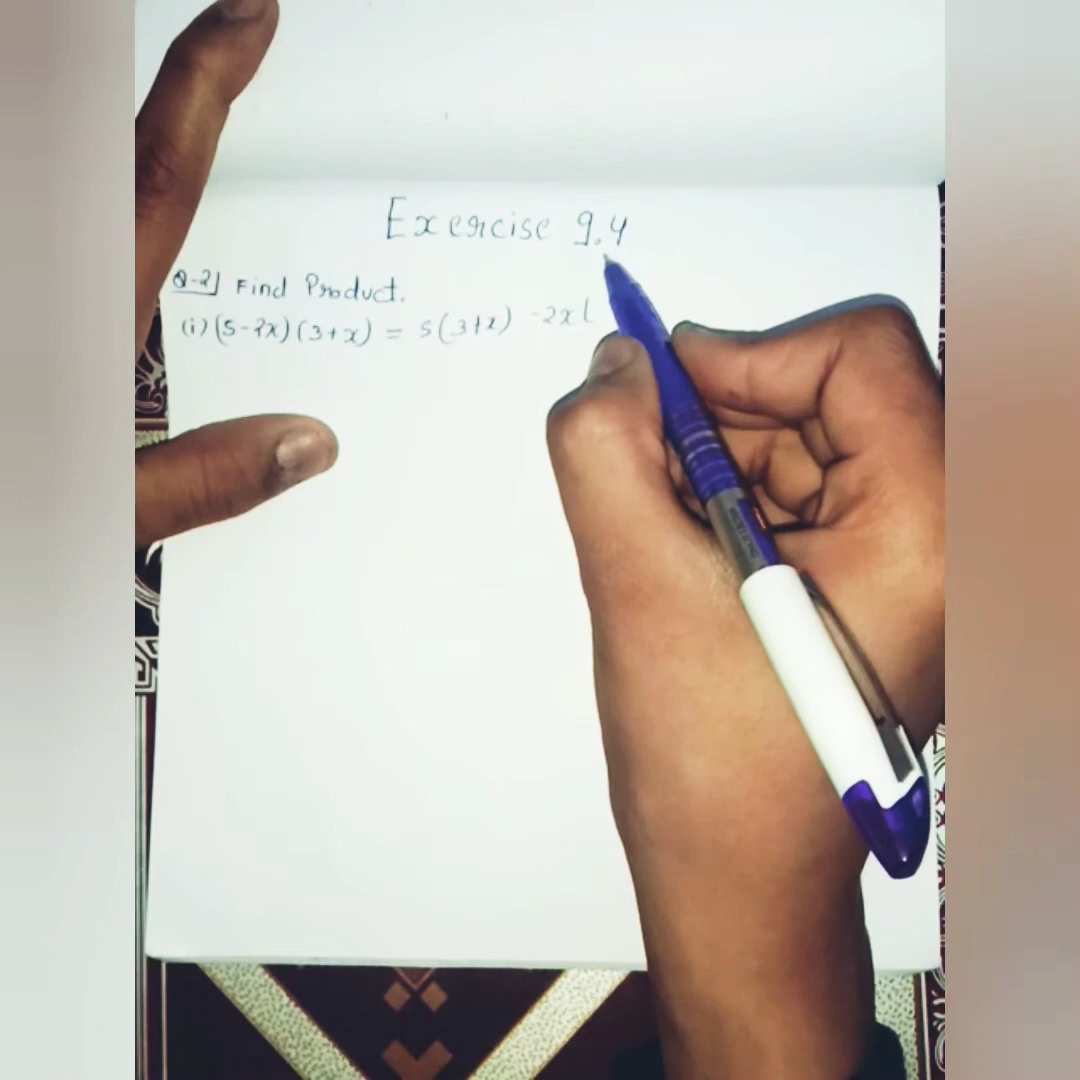 Exercise 9.4
Q-2] Find Product.
(i) (5-2x) (3+x) = 5(3+x) -2x(